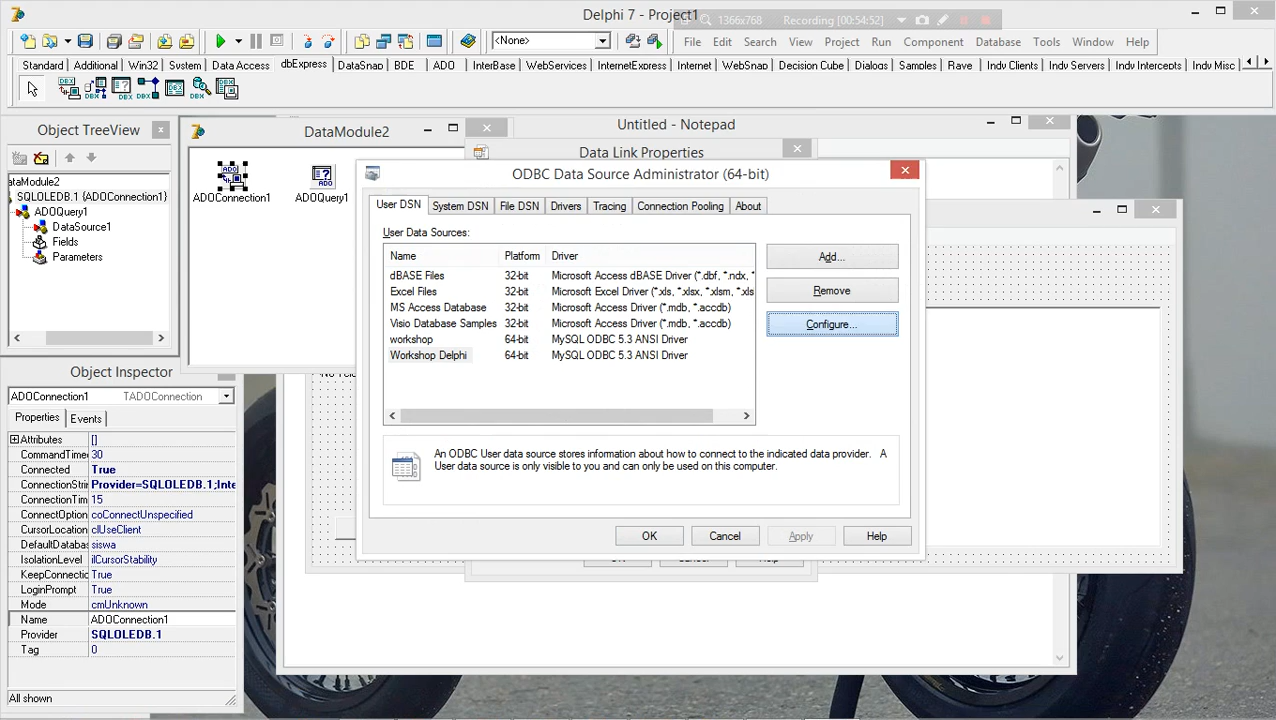 Delphi 7 - Project1
1366x768
Recording [00:54:52]
<None>
File Edit Search View Project Run Component Database Tools Window Help
Standard Additional Win32 System Data Access dbExpress DataSnap BDE ADO InterBase WebServices InternetExpress Internet WebSnap Decision Cube Dialogs Samples Rave Indy Clients Indy Servers Indy Intercepts Indy Misc
Object TreeView
DataModule2
Untitled - Notepad
Data Link Properties
ataModule2
SQLOLEDB.1 {ADOConnection1}
ADOQuery1
DataSource1
Fields
Parameters
ADOConnection1
ADOQuery1
ODBC Data Source Administrator (64-bit)
User DSN System DSN File DSN Drivers Tracing Connection Pooling About
User Data Sources:
Name Platform Driver
dBASE Files 32-bit Microsoft Access dBASE Driver (*.dbf, *.ndx, *
Excel Files 32-bit Microsoft Excel Driver (*.xls, *.xlsx, *.xlsm, *.xls
MS Access Database 32-bit Microsoft Access Driver (*.mdb, *.accdb)
Visio Database Samples 32-bit Microsoft Access Driver (*.mdb, *.accdb)
workshop 64-bit MySQL ODBC 5.3 ANSI Driver
Workshop Delphi 64-bit MySQL ODBC 5.3 ANSI Driver
Add...
Remove
Configure...
An ODBC User data source stores information about how to connect to the indicated data provider. A
User data source is only visible to you and can only be used on this computer.
OK Cancel Apply Help
Object Inspector
ADOConnection1 TADOConnection
Properties Events
Attributes []
CommandTime 30
Connected True
ConnectionStri Provider=SQLOLEDB.1;Inte
ConnectionTim 15
ConnectOption coConnectUnspecified
CursorLocation clUseClient
DefaultDatabas siswa
IsolationLevel ilCursorStability
KeepConnectio True
LoginPrompt True
Mode cmUnknown
Name ADOConnection1
Provider SQLOLEDB.1
Tag 0
All shown